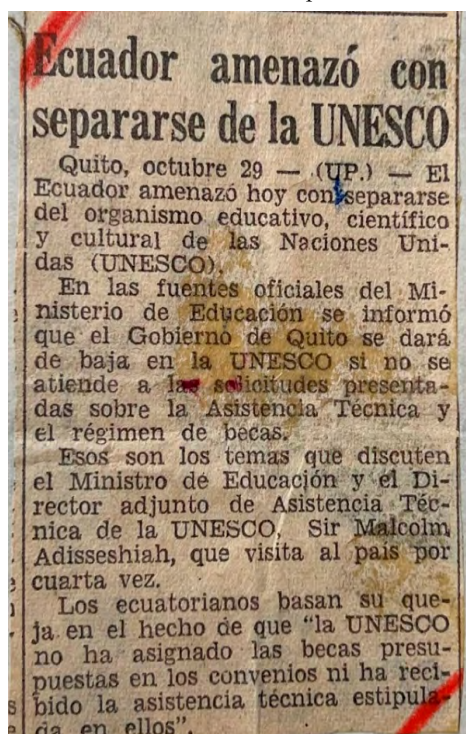 Ecuador amenazó con
separarse de la UNESCO
Quito, octubre 29 — (UP.) — El
Ecuador amenazó hoy con separarse
del organismo educativo, científico
y cultural de las Naciones Uni-
das (UNESCO).
En las fuentes oficiales del Mi-
nisterio de Educación se informó
que el Gobierno de Quito se dará
de baja en la UNESCO si no se
atiende a las solicitudes presenta-
das sobre la Asistencia Técnica y
el régimen de becas.
Esos son los temas que discuten
el Ministro de Educación y el Di-
rector adjunto de Asistencia Téc-
nica de la UNESCO, Sir Malcolm
Adisseshiah, que visita al país por
cuarta vez.
Los ecuatorianos basan su que-
ja en el hecho de que "la UNESCO
no ha asignado las becas presu-
puestas en los convenios ni ha reci-
bido la asistencia técnica estipula-
da en ellos".